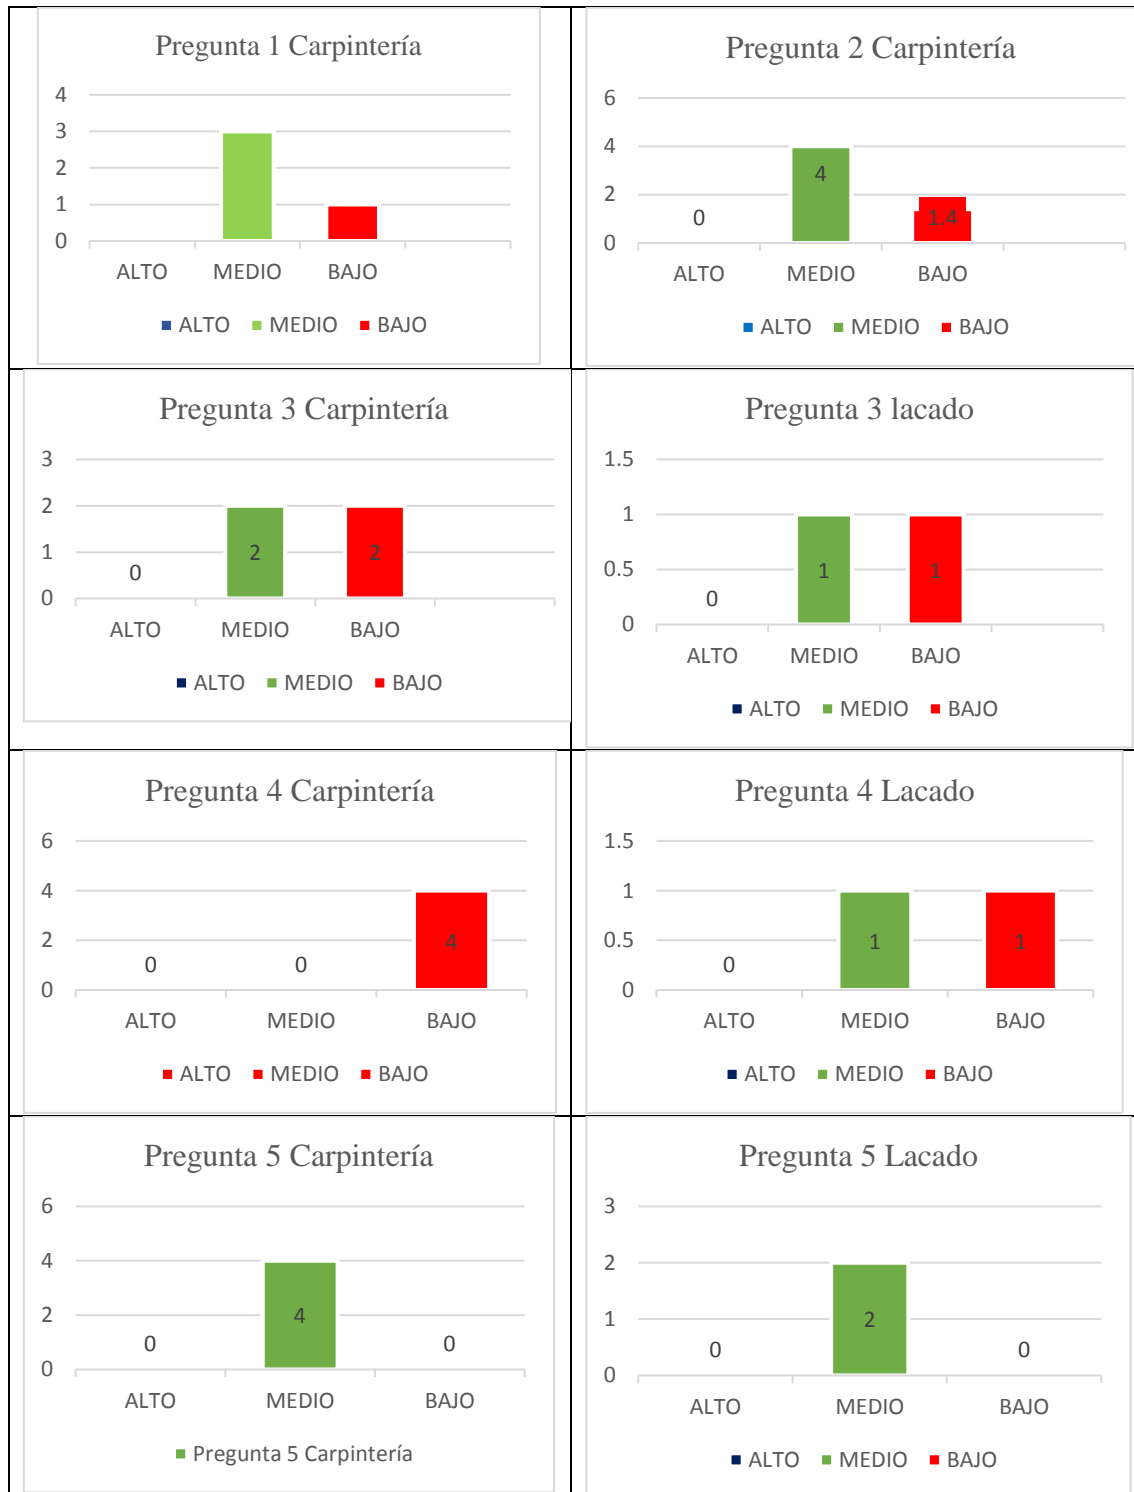 Pregunta 1 Carpintería
4
3
2
1
0
ALTO MEDIO BAJO
ALTO MEDIO BAJO
Pregunta 2 Carpintería
6
4
2
0
0 4 1.4
ALTO MEDIO BAJO
ALTO MEDIO BAJO
Pregunta 3 Carpintería
3
2
1
0
0 2 2
ALTO MEDIO BAJO
ALTO MEDIO BAJO
Pregunta 3 lacado
1.5
1
0.5
0
0 1 1
ALTO MEDIO BAJO
ALTO MEDIO BAJO
Pregunta 4 Carpintería
6
4
2
0
0 0 4
ALTO MEDIO BAJO
ALTO MEDIO BAJO
Pregunta 4 Lacado
1.5
1
0.5
0
0 1 1
ALTO MEDIO BAJO
ALTO MEDIO BAJO
Pregunta 5 Carpintería
6
4
2
0
0 4 0
ALTO MEDIO BAJO
Pregunta 5 Carpintería
Pregunta 5 Lacado
3
2
1
0
0 2 0
ALTO MEDIO BAJO
ALTO MEDIO BAJO